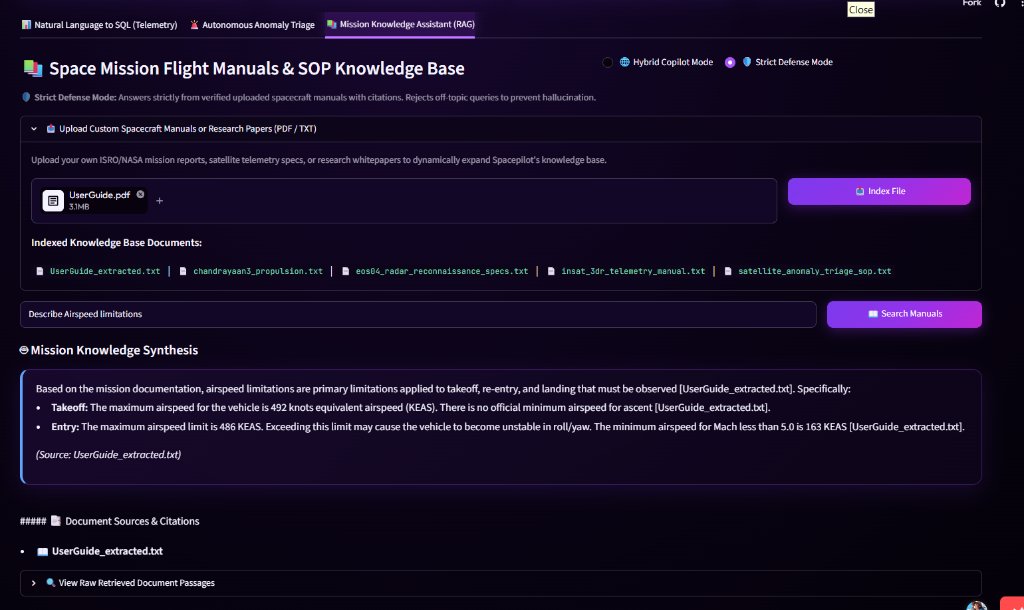 Close
Fork
Natural Language to SQL (Telemetry)
Autonomous Anomaly Triage
Mission Knowledge Assistant (RAG)
Space Mission Flight Manuals & SOP Knowledge Base
Hybrid Copilot Mode
Strict Defense Mode
Strict Defense Mode: Answers strictly from verified uploaded spacecraft manuals with citations. Rejects off-topic queries to prevent hallucination.
Upload Custom Spacecraft Manuals or Research Papers (PDF / TXT)
Upload your own ISRO/NASA mission reports, satellite telemetry specs, or research whitepapers to dynamically expand Spacepilot's knowledge base.
UserGuide.pdf
3.1MB
Index File
Indexed Knowledge Base Documents:
UserGuide_extracted.txt | chandrayaan3_propulsion.txt | eos04_radar_reconnaissance_specs.txt | insat_3dr_telemetry_manual.txt | satellite_anomaly_triage_sop.txt
Describe Airspeed limitations
Search Manuals
Mission Knowledge Synthesis
Based on the mission documentation, airspeed limitations are primary limitations applied to takeoff, re-entry, and landing that must be observed [UserGuide_extracted.txt]. Specifically:
• Takeoff: The maximum airspeed for the vehicle is 492 knots equivalent airspeed (KEAS). There is no official minimum airspeed for ascent [UserGuide_extracted.txt].
• Entry: The maximum airspeed limit is 486 KEAS. Exceeding this limit may cause the vehicle to become unstable in roll/yaw. The minimum airspeed for Mach less than 5.0 is 163 KEAS [UserGuide_extracted.txt].
(Source: UserGuide_extracted.txt)
##### Document Sources & Citations
• UserGuide_extracted.txt
View Raw Retrieved Document Passages